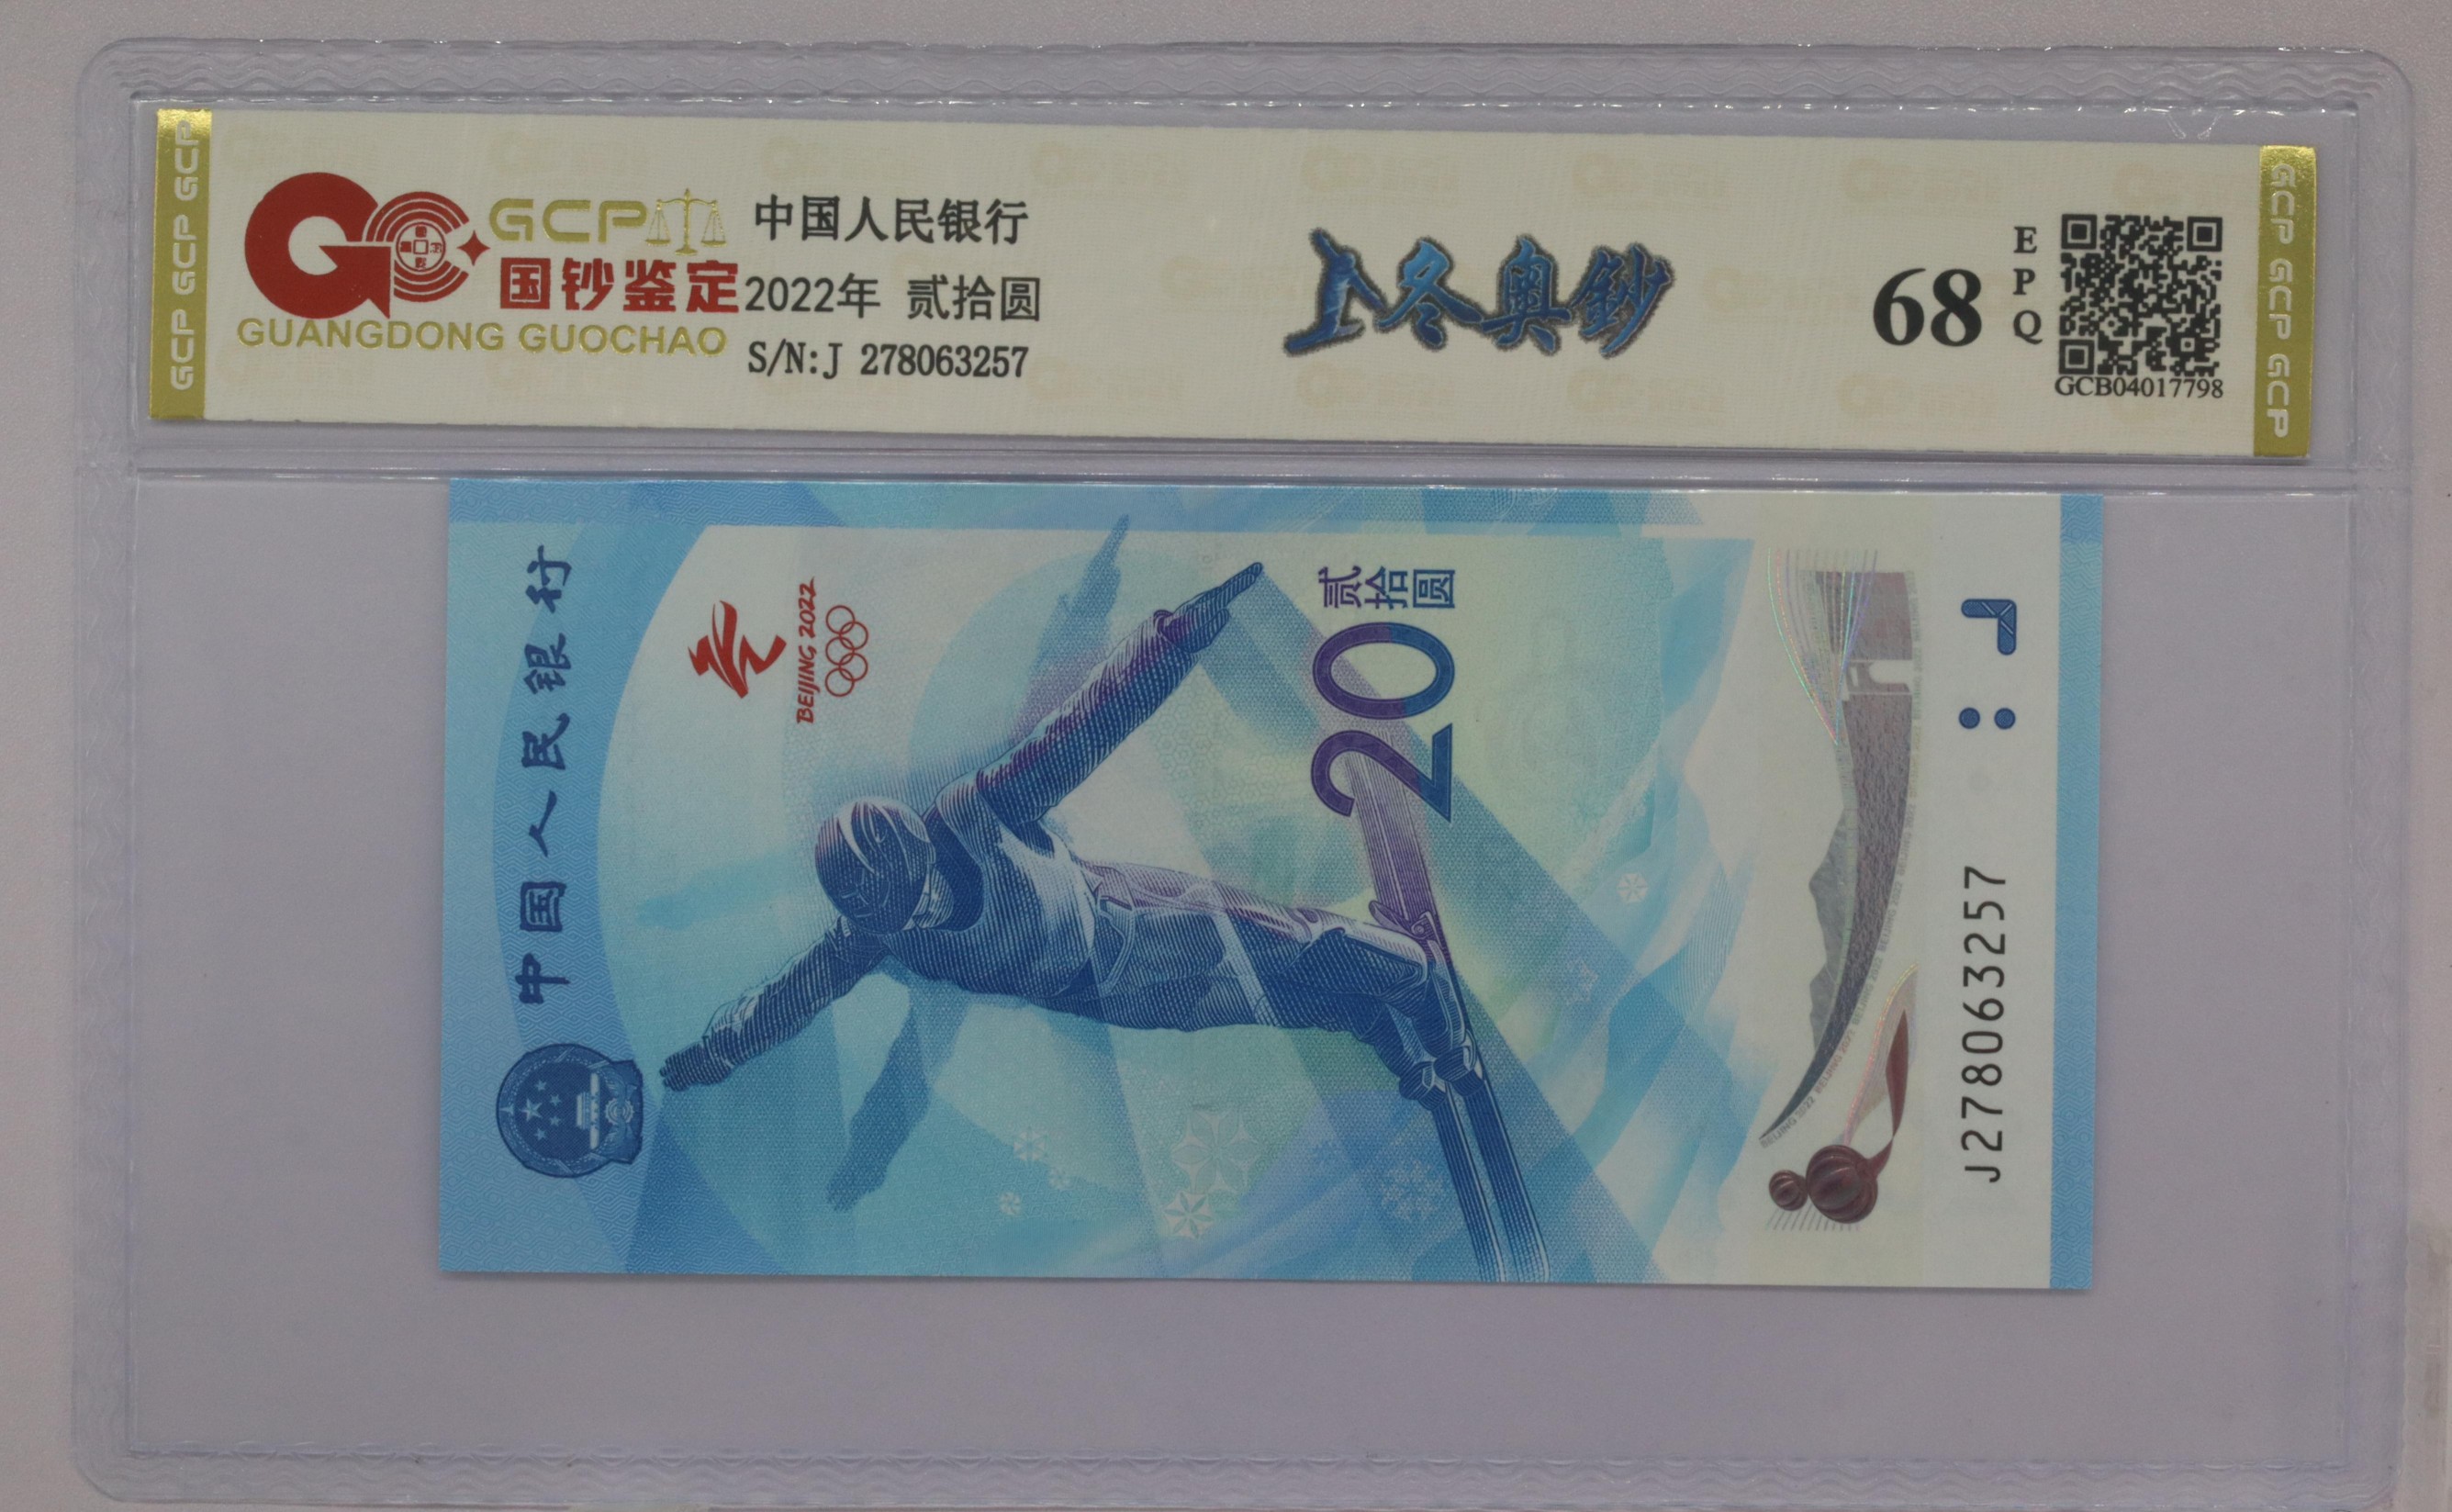 GCP GCP GCP
GCP
国钞鉴定
GUANGDONG GUOCHAO
中国人民银行
2022年 贰拾圆
S/N:J 278063257
冬奥鈔
68
EPQ
GCB04017798
GCP GCP GCP
中国人民银行
BEIJING 2022
贰拾圆
20
J278063257